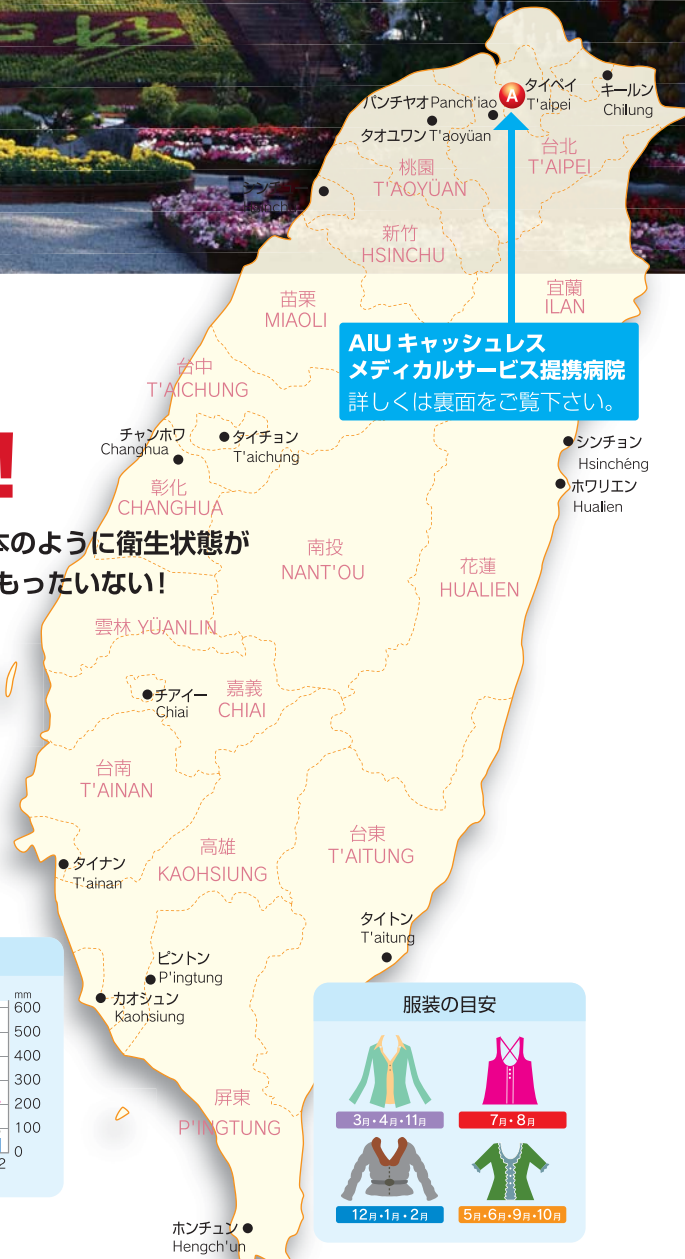 タイペイ
T'aipei
キールン
Chilung
パンチャオ Panch'iao
タオユワン T'aoyüan
台北
T'AIPEI
桃園
T'AOYÜAN
新竹
HSINCHU
宜蘭
ILAN
苗栗
MIAOLI
A
AIU キャッシュレス
メディカルサービス提携病院
詳しくは裏面をご覧下さい。
台中
T'AICHUNG
チャンホワ
Changhua
タイチョン
T'aichung
シンチョン
Hsinchéng
ホワリエン
Hualien
!
彰化
CHANGHUA
のように衛生状態が
もったいない!
南投
NANT'OU
花蓮
HUALIEN
雲林 YÜANLIN
チアイー
Chiai
嘉義
CHIAI
台南
T'AINAN
高雄
KAOHSIUNG
台東
T'AITUNG
タイナン
T'ainan
タイトン
T'aitung
ピントン
P'ingtung
カオシュン
Kaohsiung
mm
600
500
400
300
200
100
0
2
屏東
P'INGTUNG
ホンチュン
Hengch'un
服装の目安
3月・4月・11月
7月・8月
12月・1月・2月
5月・6月・9月・10月